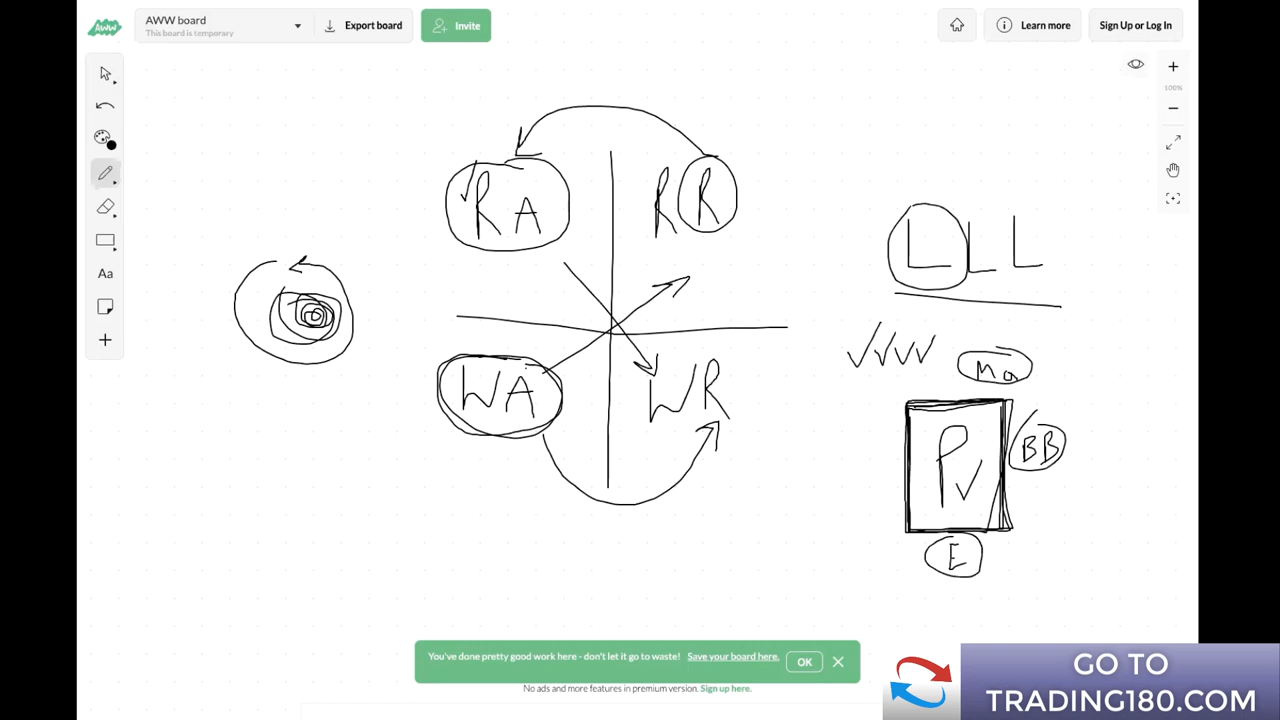 AWW
AWW board
This board is temporary
Export board
Invite
Learn more
Sign Up or Log In
100%
Aa
RA
RR
WA
WR
LLL
Ma
PV
BB
E
You've done pretty good work here - don't let it go to waste! Save your board here.
OK
No ads and more features in premium version. Sign up here.
GO TO
TRADING180.COM